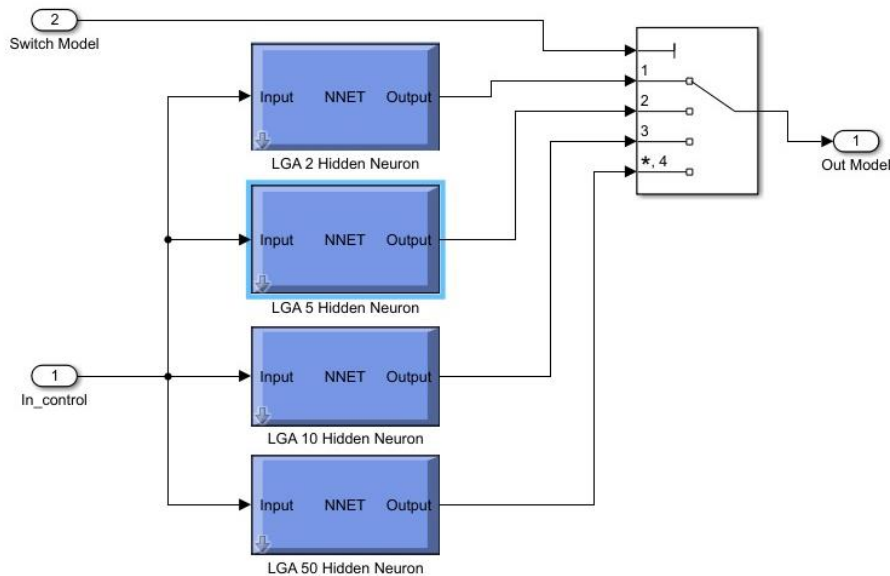 2
Switch Model
Input NNET Output
LGA 2 Hidden Neuron
Input NNET Output
LGA 5 Hidden Neuron
1
In_control
Input NNET Output
LGA 10 Hidden Neuron
Input NNET Output
LGA 50 Hidden Neuron
1
2
3
*, 4
1
Out Model